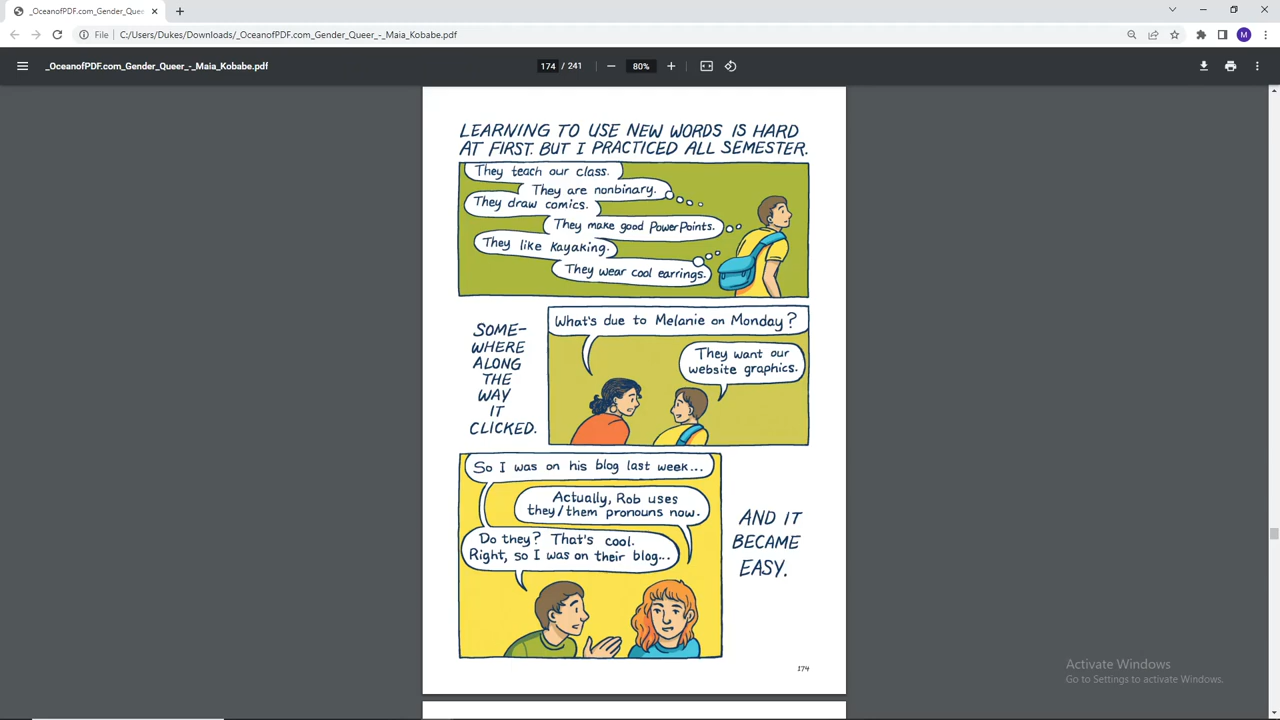 _OceanofPDF.com_Gender_Quee
File
C:/Users/Dukes/Downloads/_OceanofPDF.com_Gender_Queer_-_Maia_Kobabe.pdf
M
_OceanofPDF.com_Gender_Queer_-_Maia_Kobabe.pdf
174 / 241
80%
LEARNING TO USE NEW WORDS IS HARD
AT FIRST. BUT I PRACTICED ALL SEMESTER.
They teach our class.
They are nonbinary.
They draw comics.
They make good PowerPoints.
They like Kayaking.
They wear cool earrings.
SOME-
WHERE
ALONG
THE
WAY
IT
CLICKED.
What's due to Melanie on Monday?
They want our
website graphics.
So I was on his blog last week...
Actually, Rob uses
they/them pronouns now.
Do they? That's cool.
Right, so I was on their blog...
AND IT
BECAME
EASY.
174
Activate Windows
Go to Settings to activate Windows.